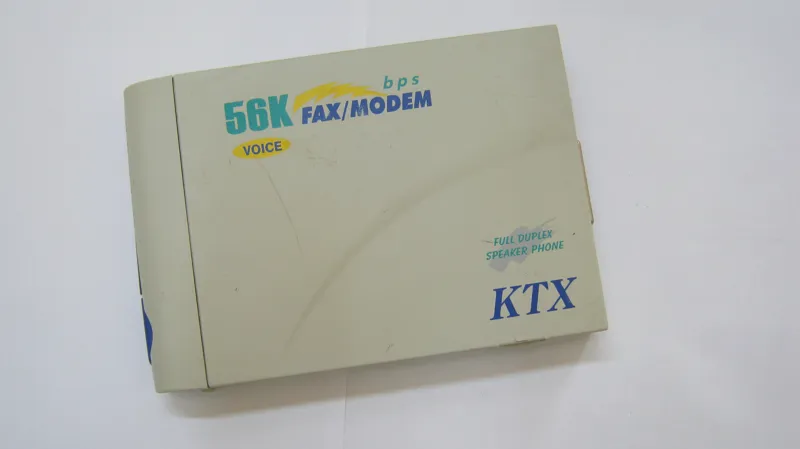 bps
56K FAX/MODEM
VOICE
FULL DUPLEX
SPEAKER PHONE
KTX